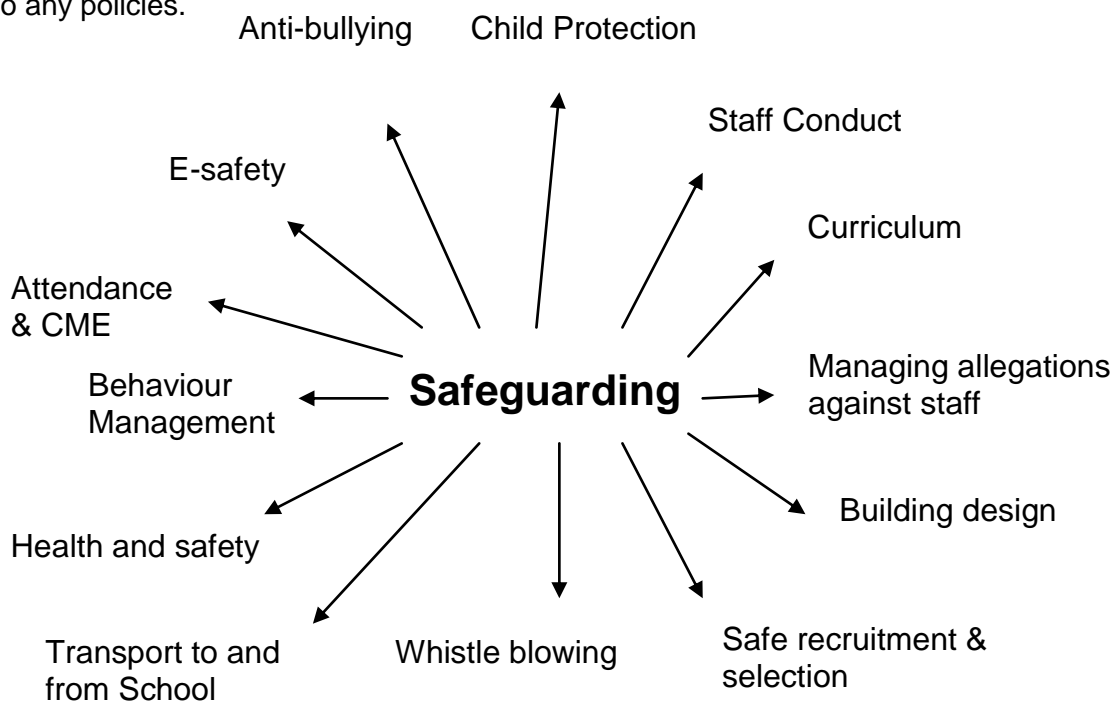 o any policies.
Anti-bullying Child Protection
Staff Conduct
E-safety
Curriculum
Attendance
& CME
Managing allegations
against staff
Behaviour
Management
Safeguarding
Building design
Health and safety
Transport to and
from School
Whistle blowing
Safe recruitment &
selection